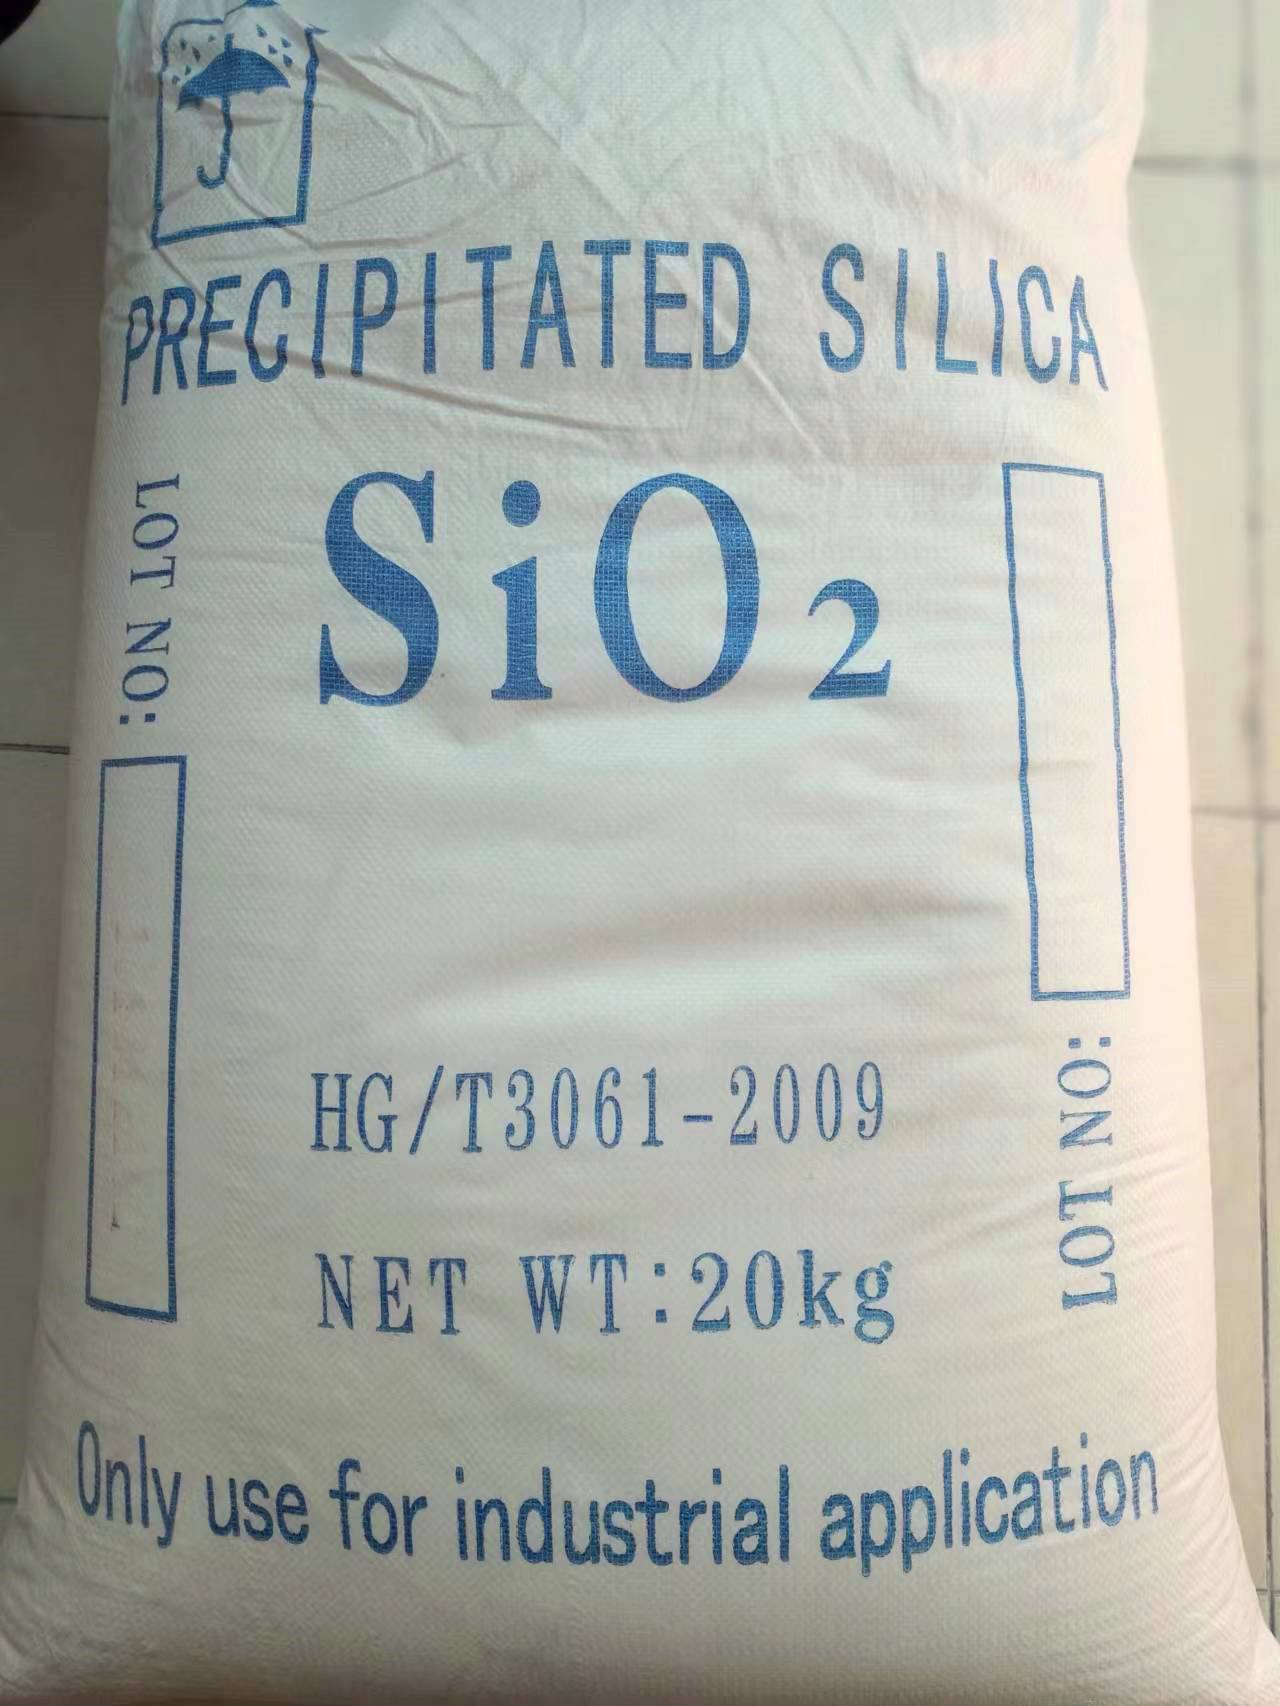 PRECIPITATED SILICA
LOT NO:
SiO₂
HG/T3061-2009
NET WT:20kg
LOT NO:
Only use for industrial application